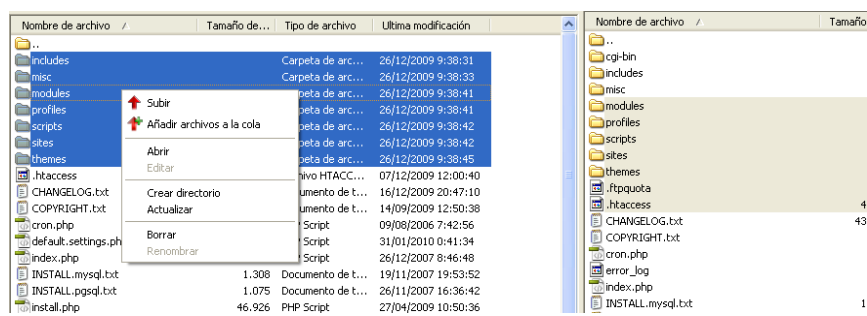 Nombre de archivo Tamaño de... Tipo de archivo Ultima modificación
..
includes Carpeta de arc... 26/12/2009 9:38:31
misc Carpeta de arc... 26/12/2009 9:38:33
modules Carpeta de arc... 26/12/2009 9:38:41
profiles peta de arc... 26/12/2009 9:38:41
scripts peta de arc... 26/12/2009 9:38:42
sites peta de arc... 26/12/2009 9:38:42
themes peta de arc... 26/12/2009 9:38:45
.htaccess ivo HTACC... 07/12/2009 12:00:40
CHANGELOG.txt umento de t... 16/12/2009 20:47:10
COPYRIGHT.txt umento de t... 14/09/2009 12:50:38
cron.php Script 09/08/2006 7:42:56
default.settings.ph Script 31/01/2010 0:41:34
index.php Script 26/12/2007 8:46:48
INSTALL.mysql.txt 1.308 Documento de t... 19/11/2007 19:53:52
INSTALL.pgsql.txt 1.075 Documento de t... 26/11/2007 16:36:42
install.php 46.926 PHP Script 27/04/2009 10:50:36
Subir
Añadir archivos a la cola
Abrir
Editar
Crear directorio
Actualizar
Borrar
Renombrar
Nombre de archivo Tamaño
..
cgi-bin
includes
misc
modules
profiles
scripts
sites
themes
.ftpquota
.htaccess 4
CHANGELOG.txt 43
COPYRIGHT.txt
cron.php
error_log
index.php
INSTALL.mysql.txt 1